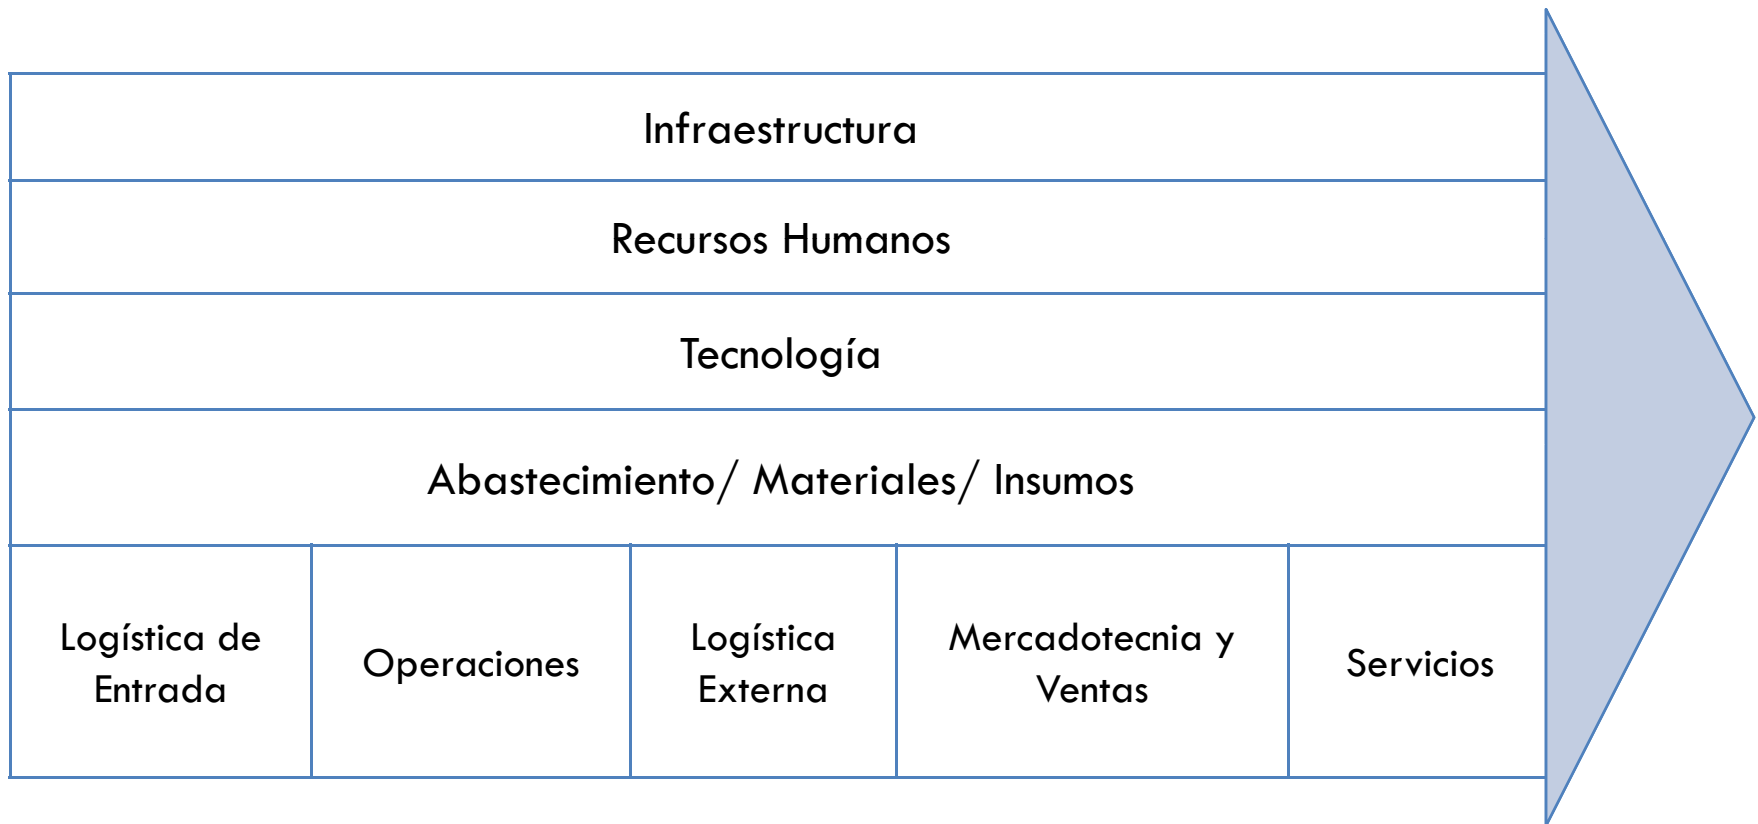 Infraestructura
Recursos Humanos
Tecnología
Abastecimiento/ Materiales/ Insumos
Logística de
Entrada
Operaciones
Logística
Externa
Mercadotecnia y
Ventas
Servicios